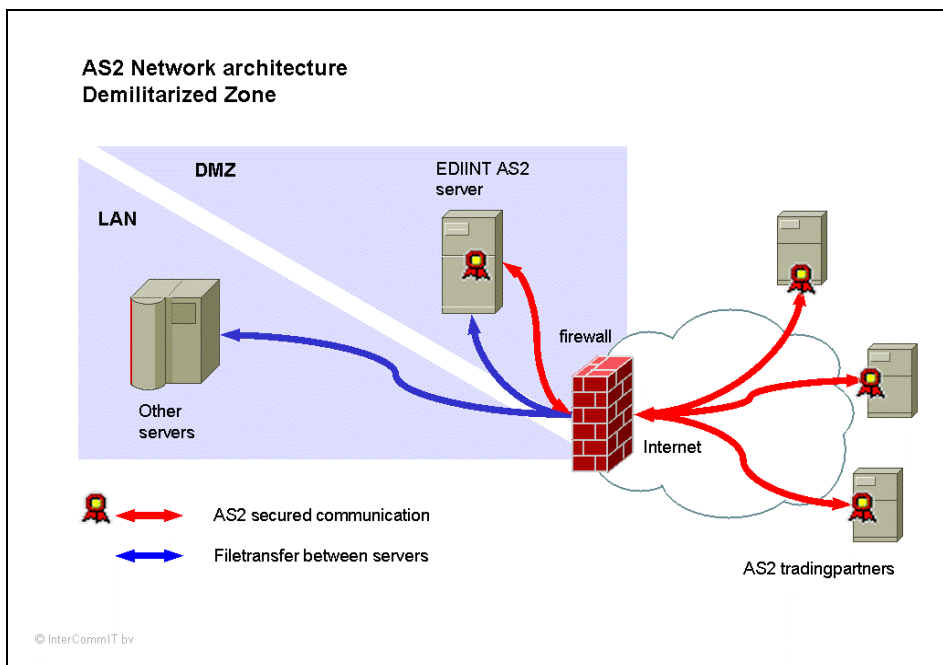 AS2 Network architecture
Demilitarized Zone
DMZ
EDIINT AS2
server
LAN
firewall
Other
servers
Internet
AS2 secured communication
Filetransfer between servers
AS2 tradingpartners
© InterCommIT bv